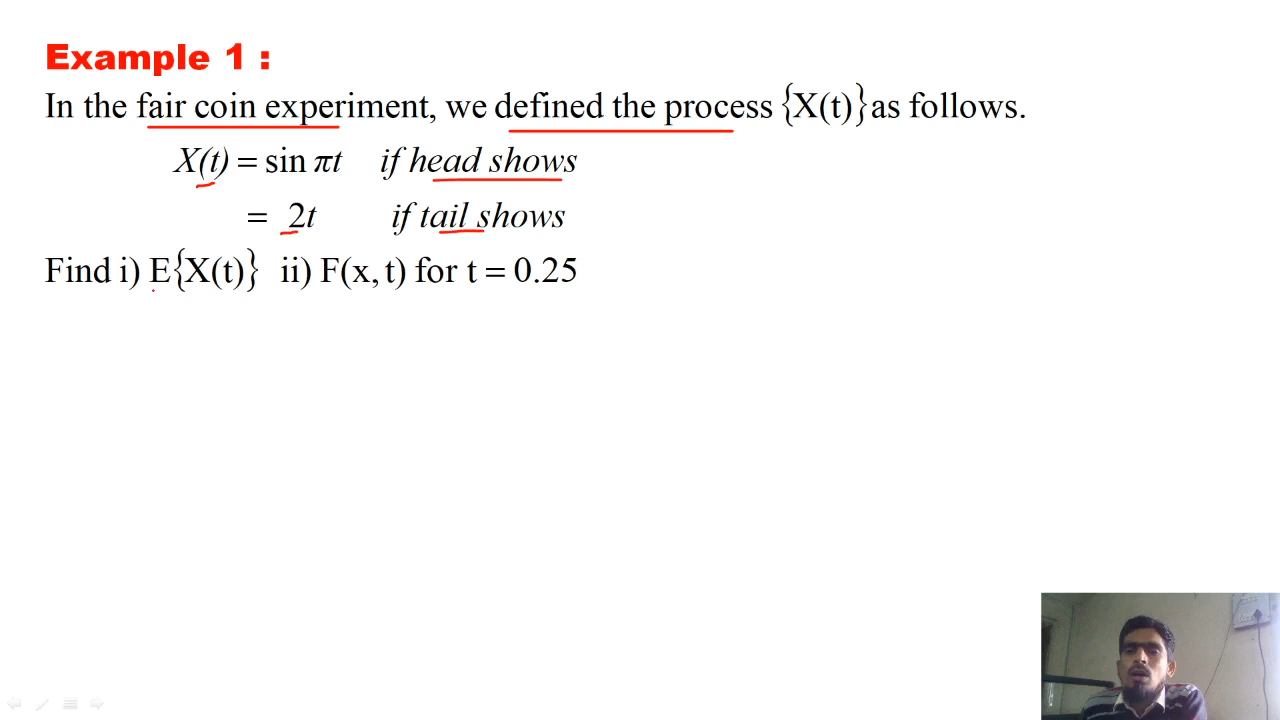 Example 1 :
In the fair coin experiment, we defined the process {X(t)} as follows.
X(t) = sin πt if head shows
= 2t if tail shows
Find i) E{X(t)} ii) F(x, t) for t = 0.25